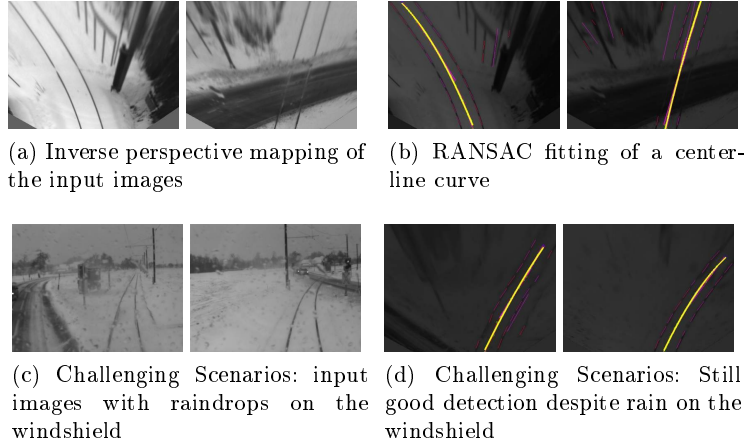 (a) Inverse perspective mapping of
the input images
(b) RANSAC fitting of a center-
line curve
(c) Challenging Scenarios: input
images with raindrops on the
windshield
(d) Challenging Scenarios: Still
good detection despite rain on the
windshield